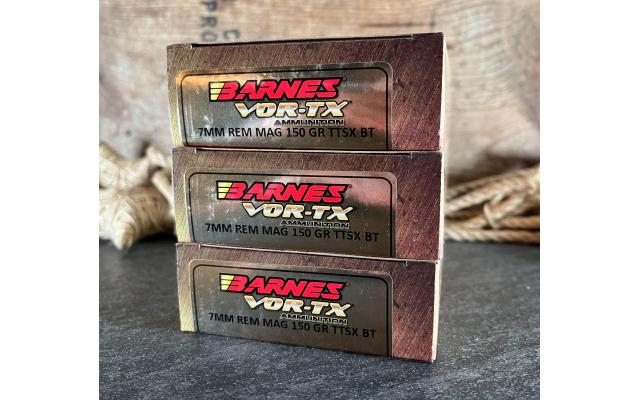 BARNES
VOR-TX
AMMUNITION
7MM REM MAG 150 GR TTSX BT
BARNES
VOR-TX
AMMUNITION
7MM REM MAG 150 GR TTSX BT
BARNES
VOR-TX
AMMUNITION
7MM REM MAG 150 GR TTSX BT